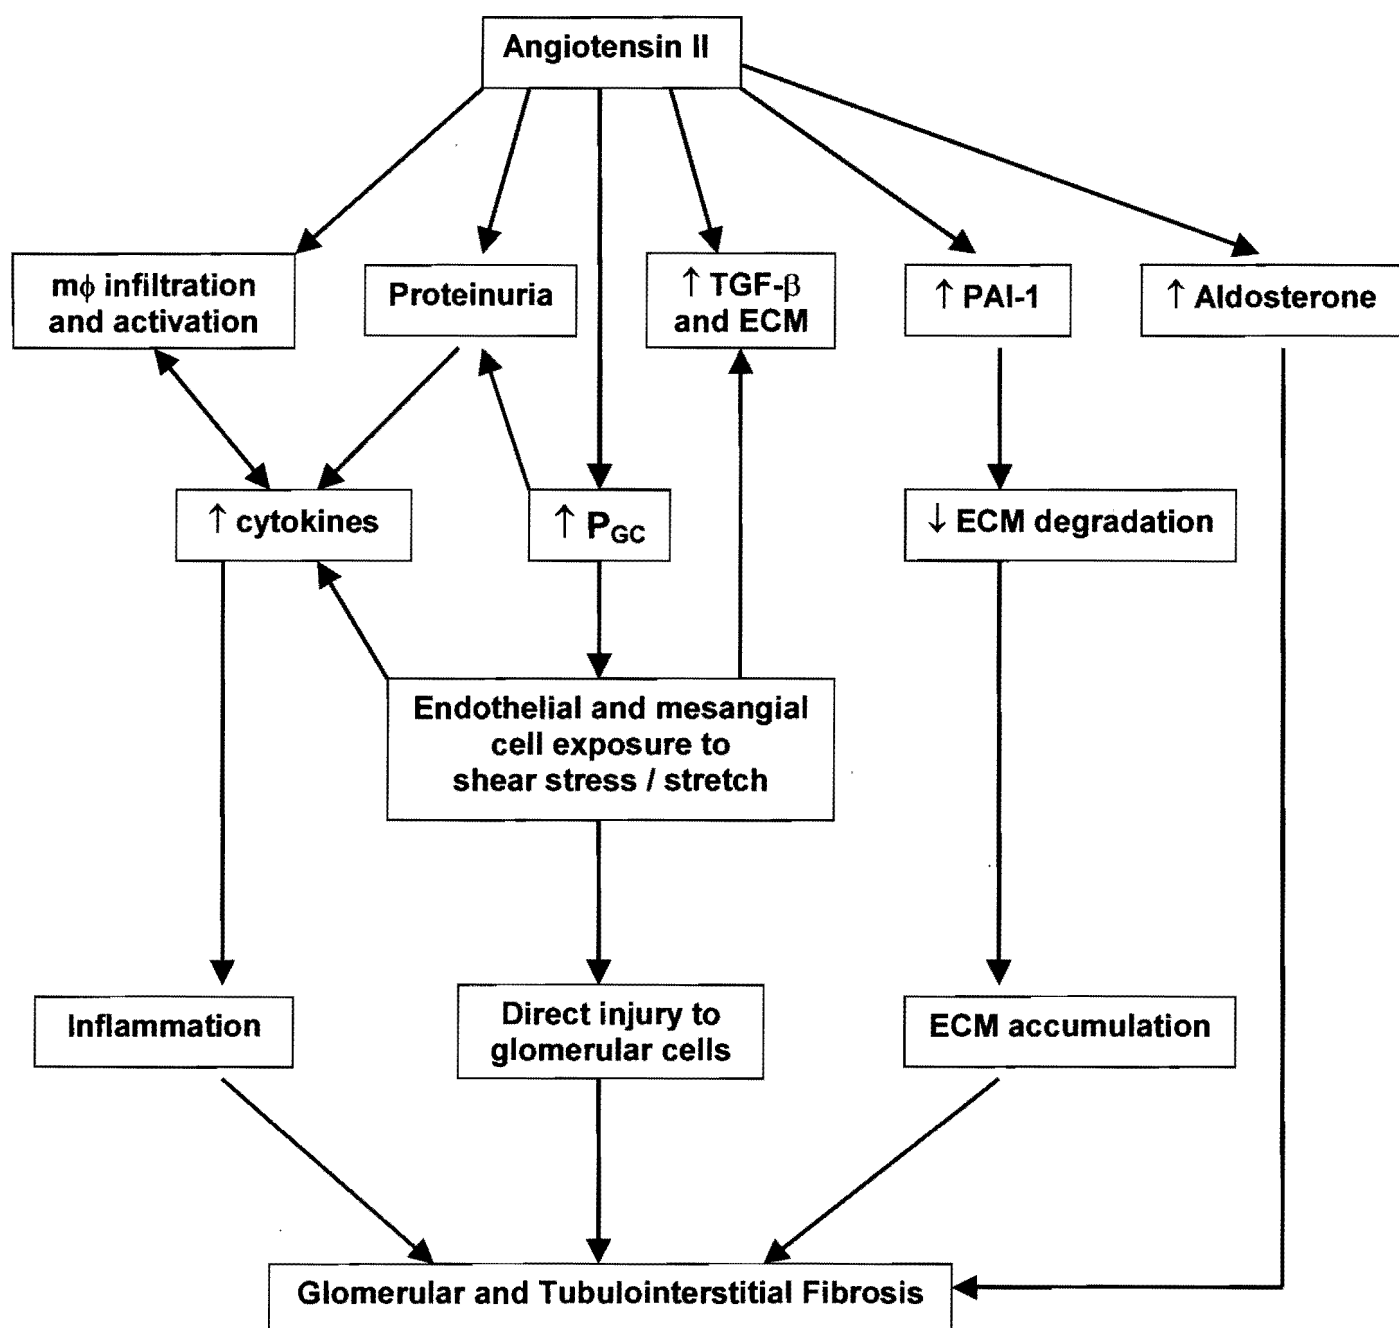 Angiotensin II
mϕ infiltration
and activation
Proteinuria
↑ TGF-β
and ECM
↑ PAI-1
↑ Aldosterone
↑ cytokines
↑ PGC
↓ ECM degradation
Endothelial and mesangial
cell exposure to
shear stress / stretch
Inflammation
Direct injury to
glomerular cells
ECM accumulation
Glomerular and Tubulointerstitial Fibrosis